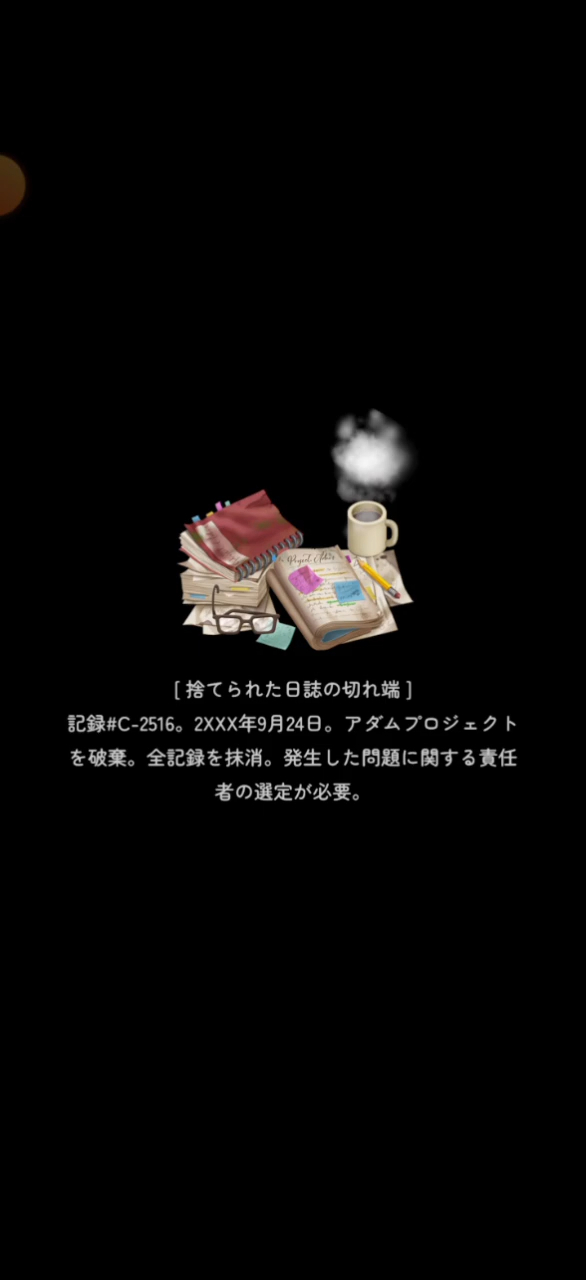 [ 捨てられた日誌の切れ端 ]
記録#C-2516。2XXX年9月24日。アダムプロジェクト
を破棄。全記録を抹消。発生した問題に関する責任
者の選定が必要。